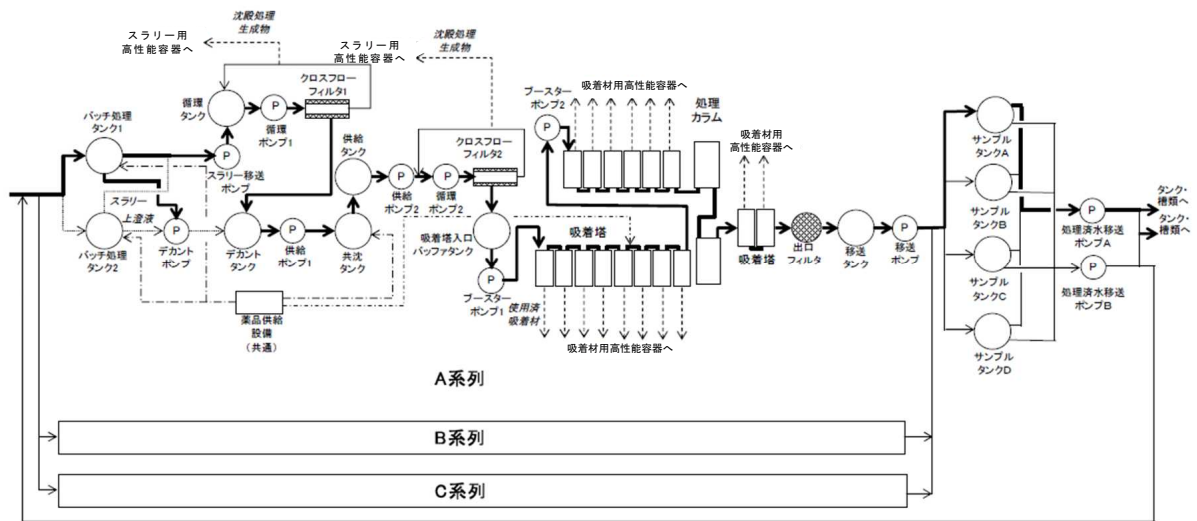 沈殿処理
生成物
スラリー用
高性能容器へ
スラリー用
高性能容器へ
沈殿処理
生成物
クロスフロー
フィルタ1
循環
タンク
P
循環
ポンプ1
バッチ処理
タンク1
P
スラリー移送
ポンプ
供給
タンク
クロスフロー
フィルタ2
P
供給
ポンプ2
P
循環
ポンプ2
ブースター
ポンプ2
P
吸着材用高性能容器へ
処理
カラム
吸着材用
高性能容器へ
サンプル
タンクA
スラリー
上澄液
バッチ処理
タンク2
P
デカント
ポンプ
デカント
タンク
P
供給
ポンプ1
共沈
タンク
吸着塔入口
バッファタンク
P
ブースター
ポンプ1
吸着塔
使用済
吸着材
吸着材用高性能容器へ
吸着塔
出口
フィルタ
移送
タンク
P
移送
ポンプ
サンプル
タンクB
サンプル
タンクC
サンプル
タンクD
P
処理済水移送
ポンプA
P
処理済水移送
ポンプB
タンク・
槽類へ
タンク・
槽類へ
薬品供給
設備
(共通)
A系列
B系列
C系列